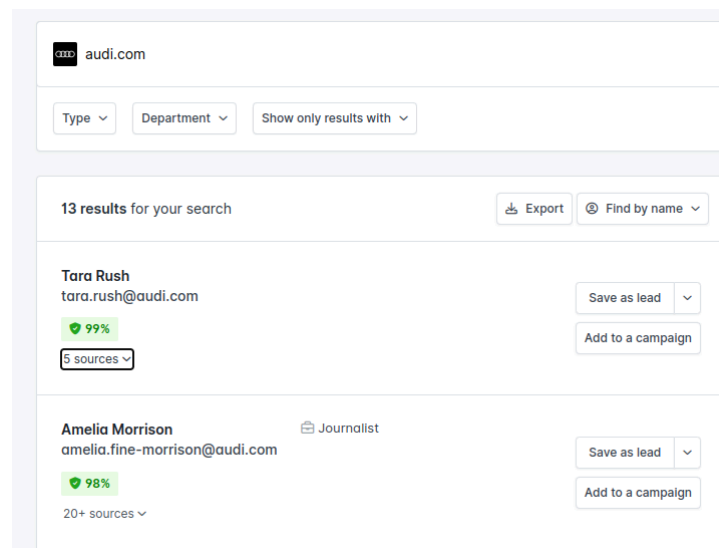 audi.com
Type
Department
Show only results with
13 results for your search
Export
Find by name
Tara Rush
tara.rush@audi.com
99%
5 sources
Save as lead
Add to a campaign
Amelia Morrison
Journalist
amelia.fine-morrison@audi.com
98%
20+ sources
Save as lead
Add to a campaign